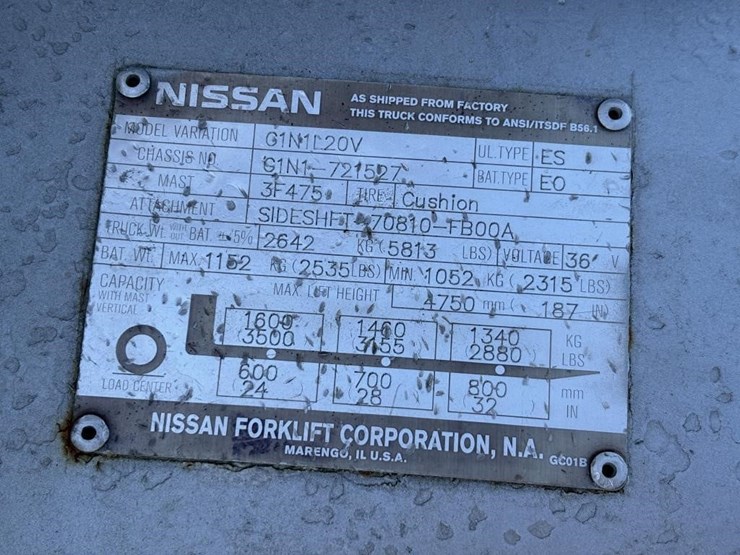 NISSAN
AS SHIPPED FROM FACTORY
THIS TRUCK CONFORMS TO ANSI/ITSDF B56.1
MODEL VARIATION G1N1L20V UL.TYPE ES
CHASSIS NO. G1N1-721527 BAT.TYPE EO
MAST 3F475 TIRE Cushion
ATTACHMENT SIDESHFT-70810-FB00A
TRUCK WT. WITH OUT BAT. ±5% 2642 KG (5813 LBS) VOLTAGE 36 V
BAT. WT. MAX. 1152 KG (2535 LBS) MIN. 1052 KG (2315 LBS)
CAPACITY WITH MAST VERTICAL
MAX. LIFT HEIGHT 4750 mm (187 IN)
1600 1460 1340 KG
3500 3155 2880 LBS
LOAD CENTER
600 700 800 mm
24 28 32 IN
NISSAN FORKLIFT CORPORATION, N.A.
MARENGO, IL U.S.A.
GC01B